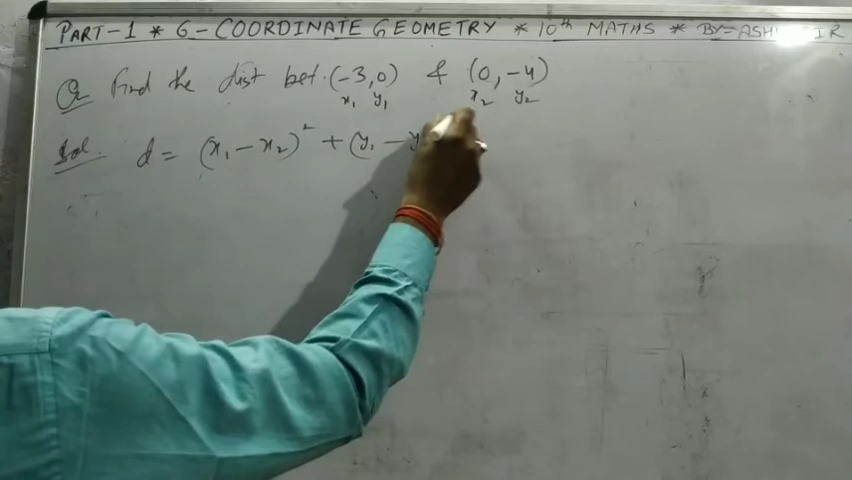 PART-1 * 6-COORDINATE GEOMETRY * 10th MATHS * BY=ASH IR
Q Find the dist bet. (-3,0) & (0,-4)
x₁ y₁ x₂ y₂
Sol. d = (x₁ - x₂)² + (y₁ - y